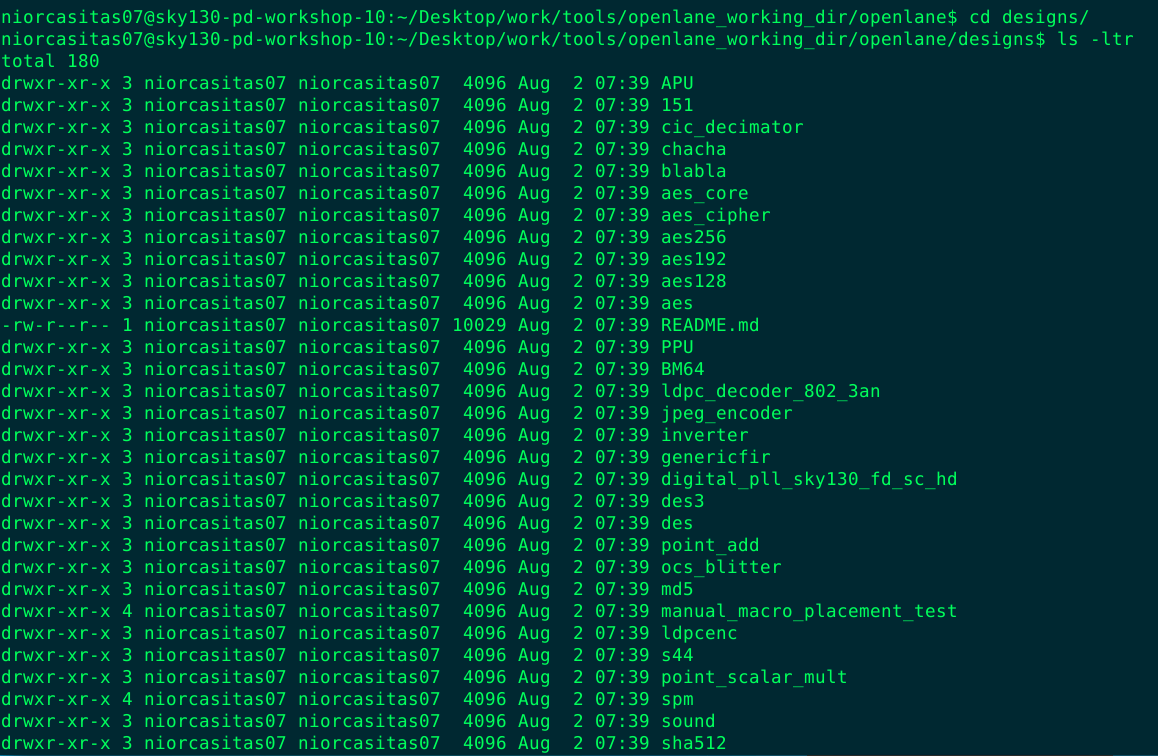 niorcasitas07@sky130-pd-workshop-10:~/Desktop/work/tools/openlane_working_dir/openlane$ cd designs/
niorcasitas07@sky130-pd-workshop-10:~/Desktop/work/tools/openlane_working_dir/openlane/designs$ ls -ltr
total 180
drwxr-xr-x 3 niorcasitas07 niorcasitas07  4096 Aug  2 07:39 APU
drwxr-xr-x 3 niorcasitas07 niorcasitas07  4096 Aug  2 07:39 151
drwxr-xr-x 3 niorcasitas07 niorcasitas07  4096 Aug  2 07:39 cic_decimator
drwxr-xr-x 3 niorcasitas07 niorcasitas07  4096 Aug  2 07:39 chacha
drwxr-xr-x 3 niorcasitas07 niorcasitas07  4096 Aug  2 07:39 blabla
drwxr-xr-x 3 niorcasitas07 niorcasitas07  4096 Aug  2 07:39 aes_core
drwxr-xr-x 3 niorcasitas07 niorcasitas07  4096 Aug  2 07:39 aes_cipher
drwxr-xr-x 3 niorcasitas07 niorcasitas07  4096 Aug  2 07:39 aes256
drwxr-xr-x 3 niorcasitas07 niorcasitas07  4096 Aug  2 07:39 aes192
drwxr-xr-x 3 niorcasitas07 niorcasitas07  4096 Aug  2 07:39 aes128
drwxr-xr-x 3 niorcasitas07 niorcasitas07  4096 Aug  2 07:39 aes
-rw-r--r-- 1 niorcasitas07 niorcasitas07 10029 Aug  2 07:39 README.md
drwxr-xr-x 3 niorcasitas07 niorcasitas07  4096 Aug  2 07:39 PPU
drwxr-xr-x 3 niorcasitas07 niorcasitas07  4096 Aug  2 07:39 BM64
drwxr-xr-x 3 niorcasitas07 niorcasitas07  4096 Aug  2 07:39 ldpc_decoder_802_3an
drwxr-xr-x 3 niorcasitas07 niorcasitas07  4096 Aug  2 07:39 jpeg_encoder
drwxr-xr-x 3 niorcasitas07 niorcasitas07  4096 Aug  2 07:39 inverter
drwxr-xr-x 3 niorcasitas07 niorcasitas07  4096 Aug  2 07:39 genericfir
drwxr-xr-x 3 niorcasitas07 niorcasitas07  4096 Aug  2 07:39 digital_pll_sky130_fd_sc_hd
drwxr-xr-x 3 niorcasitas07 niorcasitas07  4096 Aug  2 07:39 des3
drwxr-xr-x 3 niorcasitas07 niorcasitas07  4096 Aug  2 07:39 des
drwxr-xr-x 3 niorcasitas07 niorcasitas07  4096 Aug  2 07:39 point_add
drwxr-xr-x 3 niorcasitas07 niorcasitas07  4096 Aug  2 07:39 ocs_blitter
drwxr-xr-x 3 niorcasitas07 niorcasitas07  4096 Aug  2 07:39 md5
drwxr-xr-x 4 niorcasitas07 niorcasitas07  4096 Aug  2 07:39 manual_macro_placement_test
drwxr-xr-x 3 niorcasitas07 niorcasitas07  4096 Aug  2 07:39 ldpcenc
drwxr-xr-x 3 niorcasitas07 niorcasitas07  4096 Aug  2 07:39 s44
drwxr-xr-x 3 niorcasitas07 niorcasitas07  4096 Aug  2 07:39 point_scalar_mult
drwxr-xr-x 4 niorcasitas07 niorcasitas07  4096 Aug  2 07:39 spm
drwxr-xr-x 3 niorcasitas07 niorcasitas07  4096 Aug  2 07:39 sound
drwxr-xr-x 3 niorcasitas07 niorcasitas07  4096 Aug  2 07:39 sha512